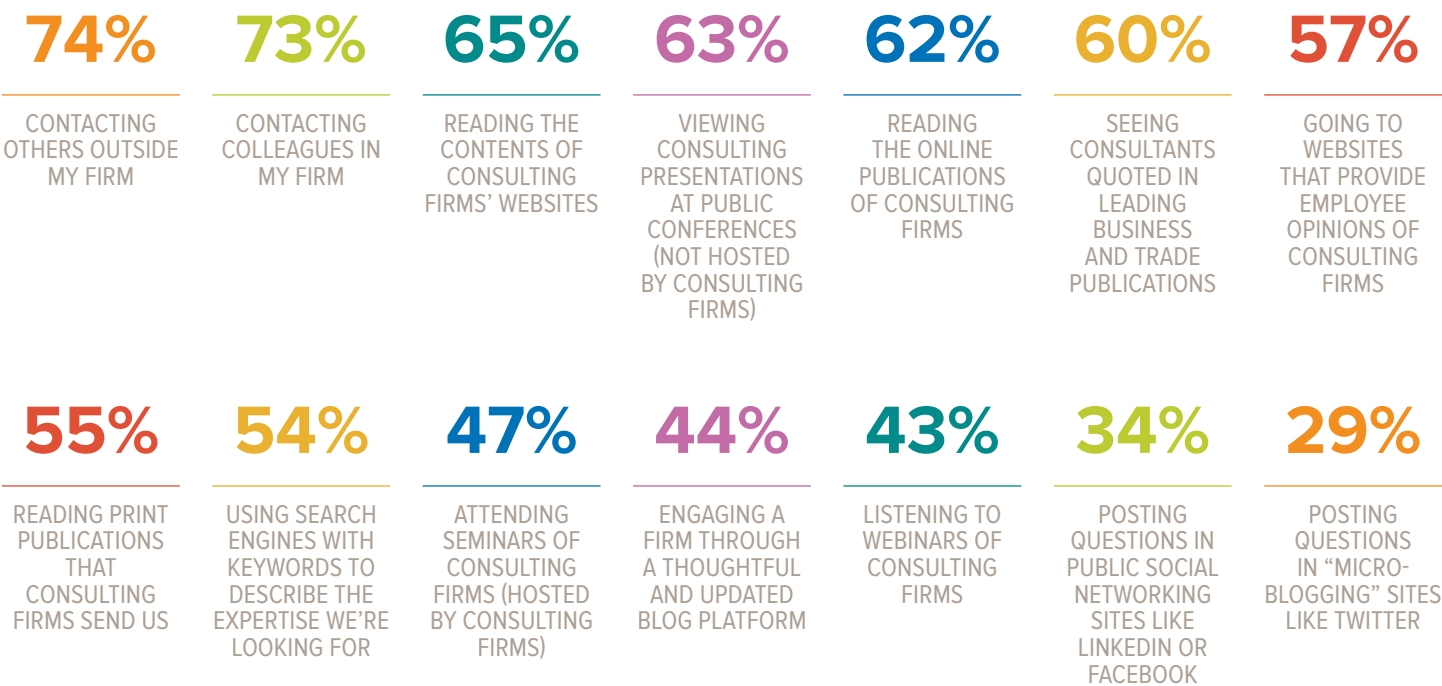 74%
CONTACTING
OTHERS OUTSIDE
MY FIRM
73%
CONTACTING
COLLEAGUES IN
MY FIRM
65%
READING THE
CONTENTS OF
CONSULTING
FIRMS’ WEBSITES
63%
VIEWING
CONSULTING
PRESENTATIONS
AT PUBLIC
CONFERENCES
(NOT HOSTED
BY CONSULTING
FIRMS)
62%
READING
THE ONLINE
PUBLICATIONS
OF CONSULTING
FIRMS
60%
SEEING
CONSULTANTS
QUOTED IN
LEADING
BUSINESS
AND TRADE
PUBLICATIONS
57%
GOING TO
WEBSITES
THAT PROVIDE
EMPLOYEE
OPINIONS OF
CONSULTING
FIRMS
55%
READING PRINT
PUBLICATIONS
THAT
CONSULTING
FIRMS SEND US
54%
USING SEARCH
ENGINES WITH
KEYWORDS TO
DESCRIBE THE
EXPERTISE WE’RE
LOOKING FOR
47%
ATTENDING
SEMINARS OF
CONSULTING
FIRMS (HOSTED
BY CONSULTING
FIRMS)
44%
ENGAGING A
FIRM THROUGH
A THOUGHTFUL
AND UPDATED
BLOG PLATFORM
43%
LISTENING TO
WEBINARS OF
CONSULTING
FIRMS
34%
POSTING
QUESTIONS IN
PUBLIC SOCIAL
NETWORKING
SITES LIKE
LINKEDIN OR
FACEBOOK
29%
POSTING
QUESTIONS
IN “MICRO-
BLOGGING” SITES
LIKE TWITTER